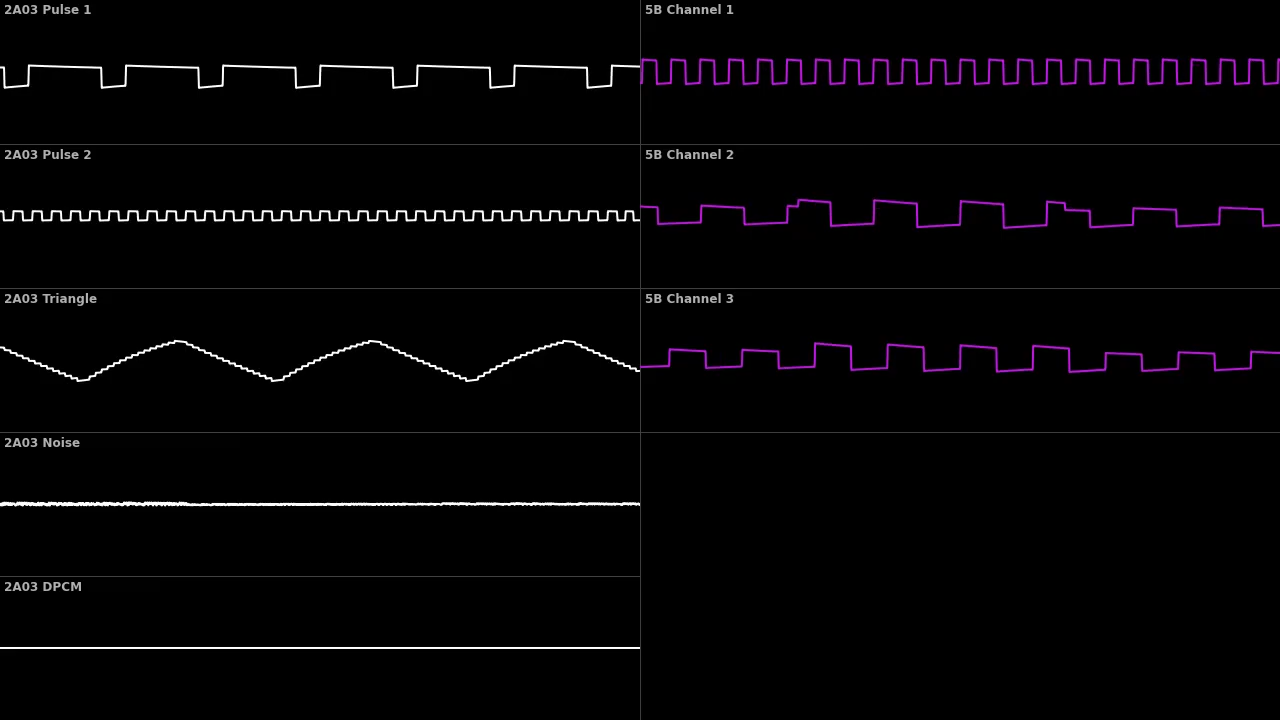 2A03 Pulse 1
5B Channel 1
2A03 Pulse 2
5B Channel 2
2A03 Triangle
5B Channel 3
2A03 Noise
2A03 DPCM